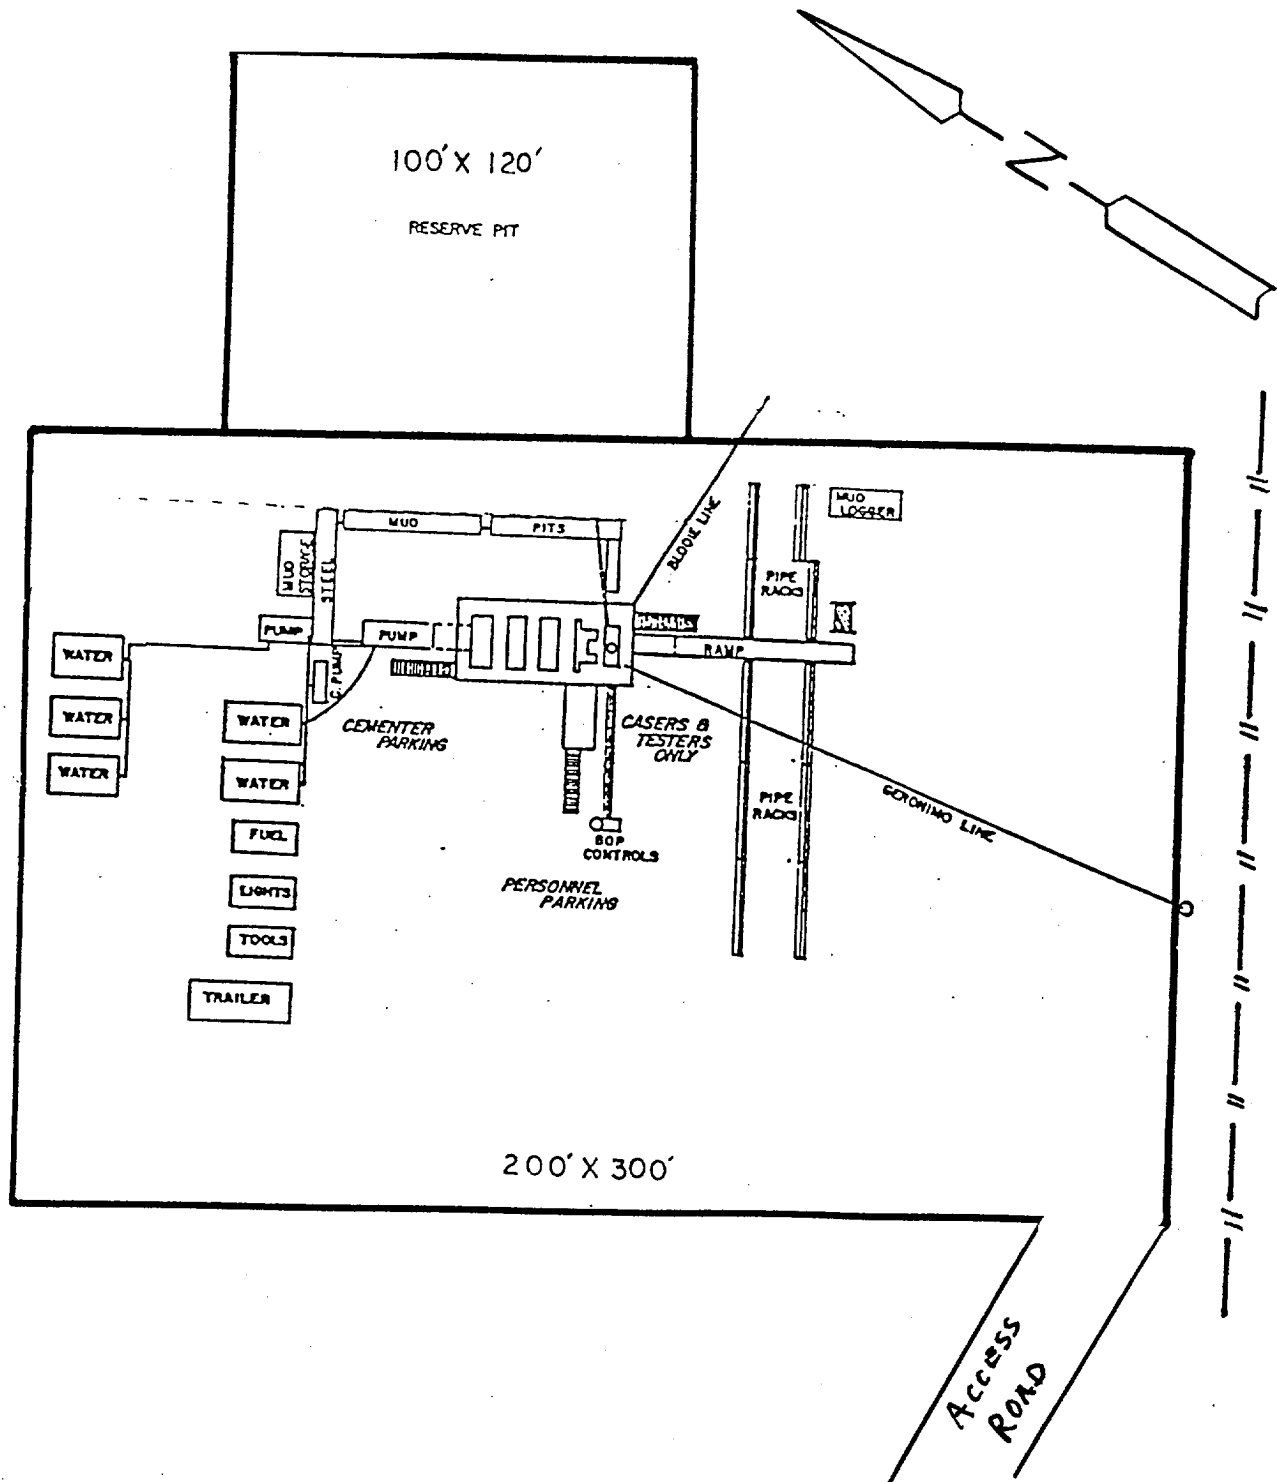 N
100' X 120'
RESERVE PIT
BLOOIE LINE
MUD
LOGGER
MUD
PITS
MUD
STORAGE
STEEL
PIPE
RACKS
PUMP
PUMP
RAMP
WATER
C. PUMP
WATER
WATER
CEMENTER
PARKING
CASERS &
TESTERS
ONLY
WATER
WATER
PIPE
RACKS
GERONIMO LINE
FUEL
BOP
CONTROLS
LIGHTS
PERSONNEL
PARKING
TOOLS
TRAILER
200' X 300'
ACCESS
ROAD